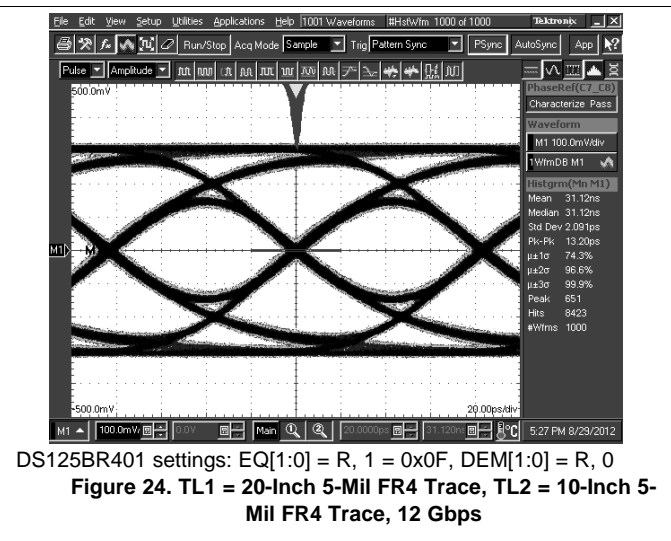 File Edit View Setup Utilities Applications Help 1001 Waveforms #HstWfm 1000 of 1000 Tektronix
Run/Stop Acq Mode Sample Trig Pattern Sync PSync AutoSync App
Pulse Amplitude
500.0mV
PhaseRef(C7_C8)
Characterize Pass
Waveform
M1 100.0mV/div
1WfmDB M1
Histgrm(Mn M1)
Mean 31.12ns
Median 31.12ns
Std Dev 2.091ps
Pk-Pk 13.20ps
µ±1σ 74.3%
µ±2σ 96.6%
µ±3σ 99.9%
Peak 651
Hits 8423
#Wfms 1000
M1 M
-500.0mV 20.00ps/div
M1 100.0mV/ 0.0V Main 1 2 20.0000ps 31.120n °C 5:27 PM 8/29/2012
DS125BR401 settings: EQ[1:0] = R, 1 = 0x0F, DEM[1:0] = R, 0
Figure 24. TL1 = 20-Inch 5-Mil FR4 Trace, TL2 = 10-Inch 5-
Mil FR4 Trace, 12 Gbps